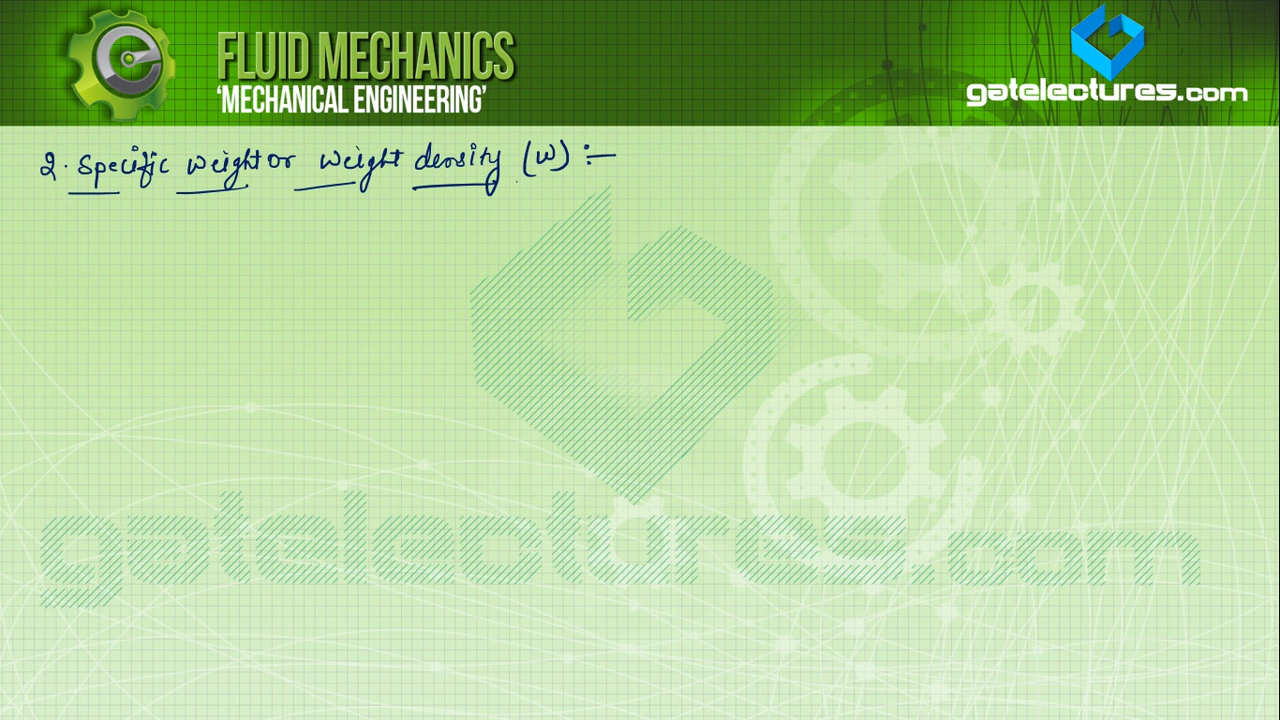 FLUID MECHANICS
'MECHANICAL ENGINEERING'
gatelectures.com
2. Specific weight or weight density (w) :-
gatelectures.com